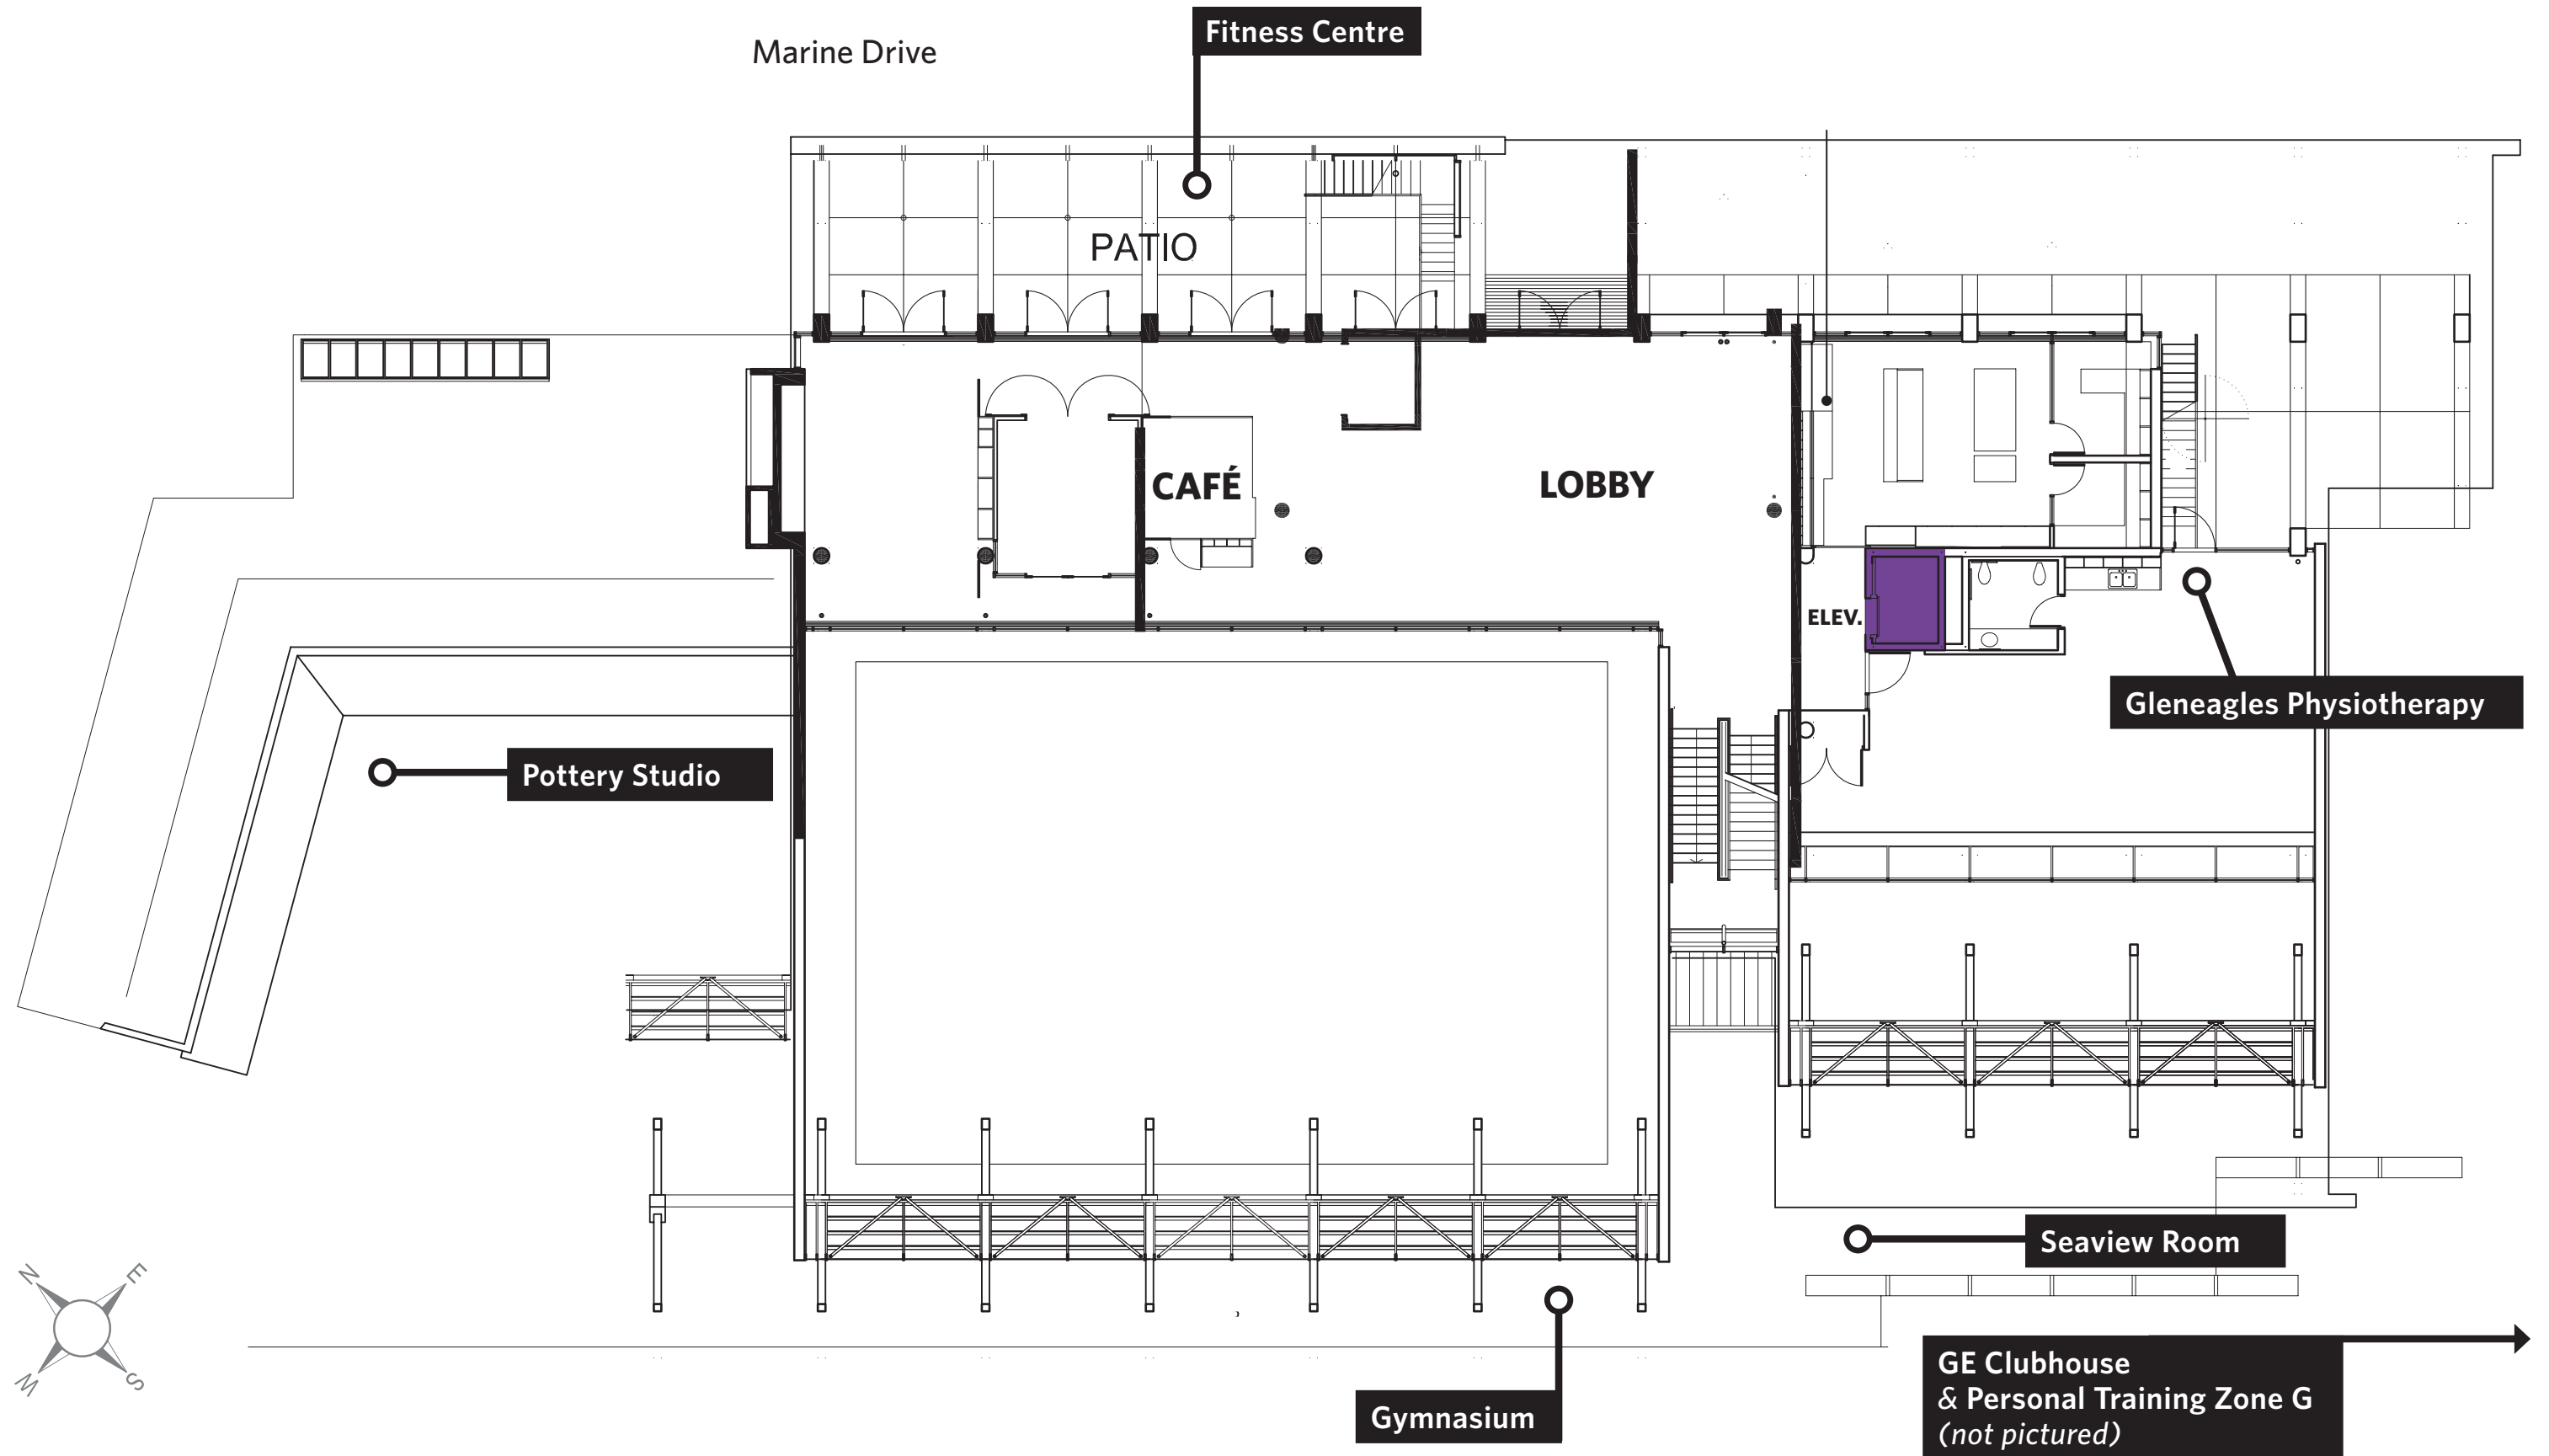 Fitness Centre
Marine Drive
PATIO
CAFÉ
LOBBY
ELEV.
Gleneagles Physiotherapy
Pottery Studio
Seaview Room
N
E
W
S
GE Clubhouse
& Personal Training Zone G
(not pictured)
Gymnasium